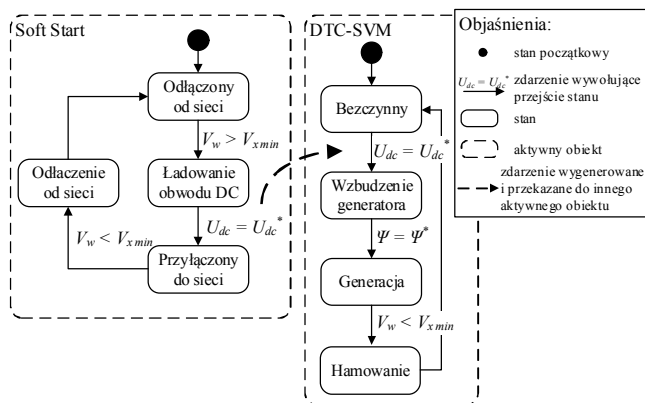 Soft Start
Odłączony
od sieci
V_w > V_x min
Ładowanie
obwodu DC
Odłaczenie
od sieci
U_dc = U_dc*
V_w < V_x min
Przyłączony
do sieci
DTC-SVM
Bezczynny
U_dc = U_dc*
Wzbudzenie
generatora
Ψ = Ψ*
Generacja
V_w < V_x min
Hamowanie
Objaśnienia:
stan początkowy
U_dc = U_dc* zdarzenie wywołujące
przejście stanu
stan
aktywny obiekt
zdarzenie wygenerowane
i przekazane do innego
aktywnego obiektu